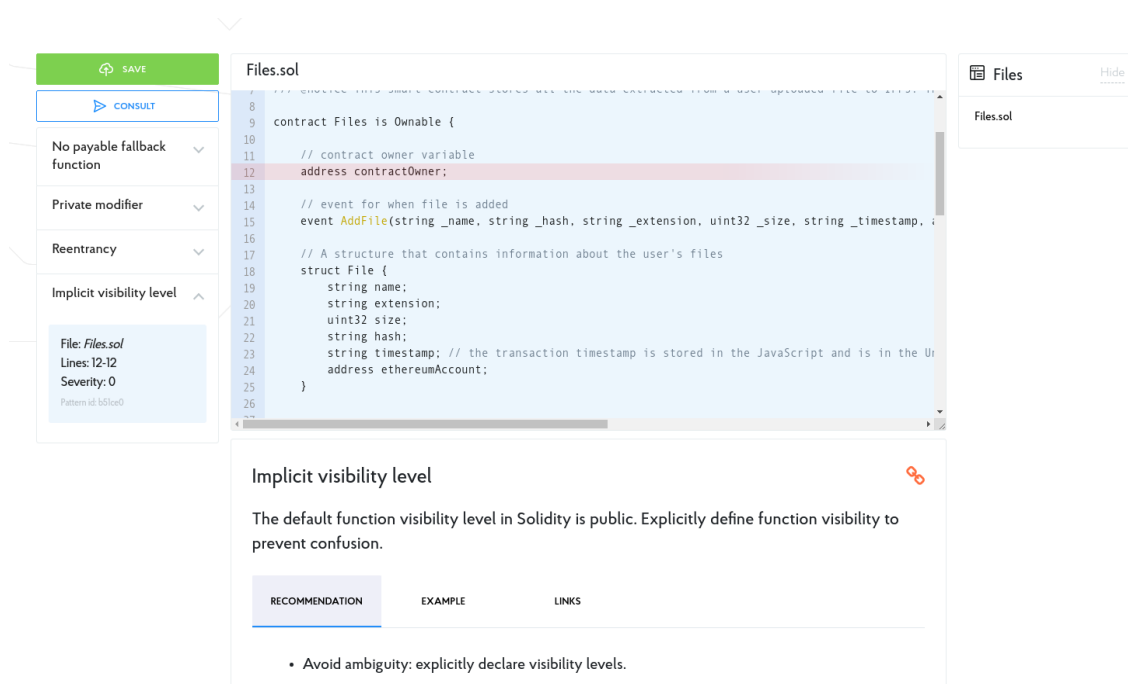 SAVE
CONSULT
No payable fallback
function
Private modifier
Reentrancy
Implicit visibility level
File: Files.sol
Lines: 12-12
Severity: 0
Pattern id: b51ce0
Files.sol
8
9 contract Files is Ownable {
10
11 // contract owner variable
12 address contractOwner;
13
14 // event for when file is added
15 event AddFile(string _name, string _hash, string _extension, uint32 _size, string _timestamp,
16
17 // A structure that contains information about the user's files
18 struct File {
19 string name;
20 string extension;
21 uint32 size;
22 string hash;
23 string timestamp; // the transaction timestamp is stored in the JavaScript and is in the
24 address ethereumAccount;
25 }
26
Implicit visibility level
The default function visibility level in Solidity is public. Explicitly define function visibility to
prevent confusion.
RECOMMENDATION EXAMPLE LINKS
• Avoid ambiguity: explicitly declare visibility levels.
Files Hide
Files.sol